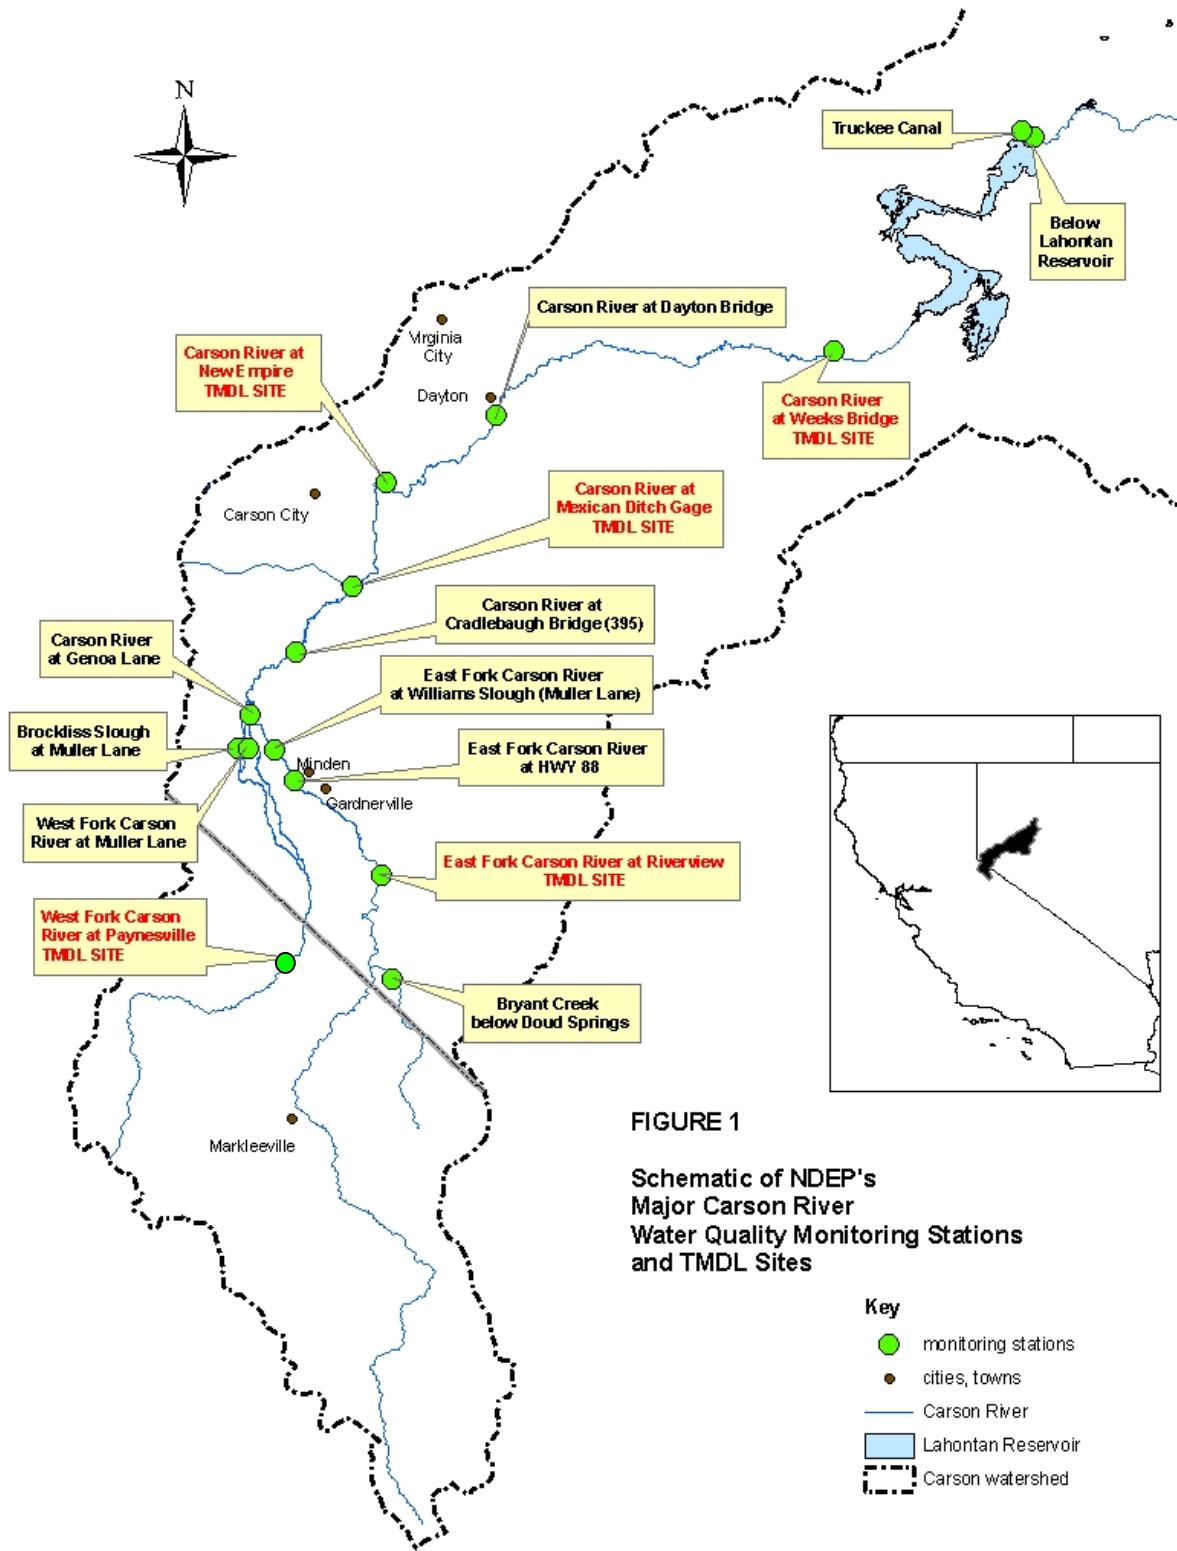 N
Truckee Canal
Below
Lahontan
Reservoir
Carson River at Dayton Bridge
Virginia
City
Carson River at
New Empire
TMDL SITE
Dayton
Carson River
at Weeks Bridge
TMDL SITE
Carson City
Carson River at
Mexican Ditch Gage
TMDL SITE
Carson River at
Cradlebaugh Bridge (395)
Carson River
at Genoa Lane
East Fork Carson River
at Williams Slough (Muller Lane)
Brockliss Slough
at Muller Lane
East Fork Carson River
at HWY 88
Minden
Gardnerville
West Fork Carson
River at Muller Lane
East Fork Carson River at Riverview
TMDL SITE
West Fork Carson
River at Paynesville
TMDL SITE
Bryant Creek
below Doud Springs
Markleeville
FIGURE 1
Schematic of NDEP's
Major Carson River
Water Quality Monitoring Stations
and TMDL Sites
Key
monitoring stations
cities, towns
Carson River
Lahontan Reservoir
Carson watershed